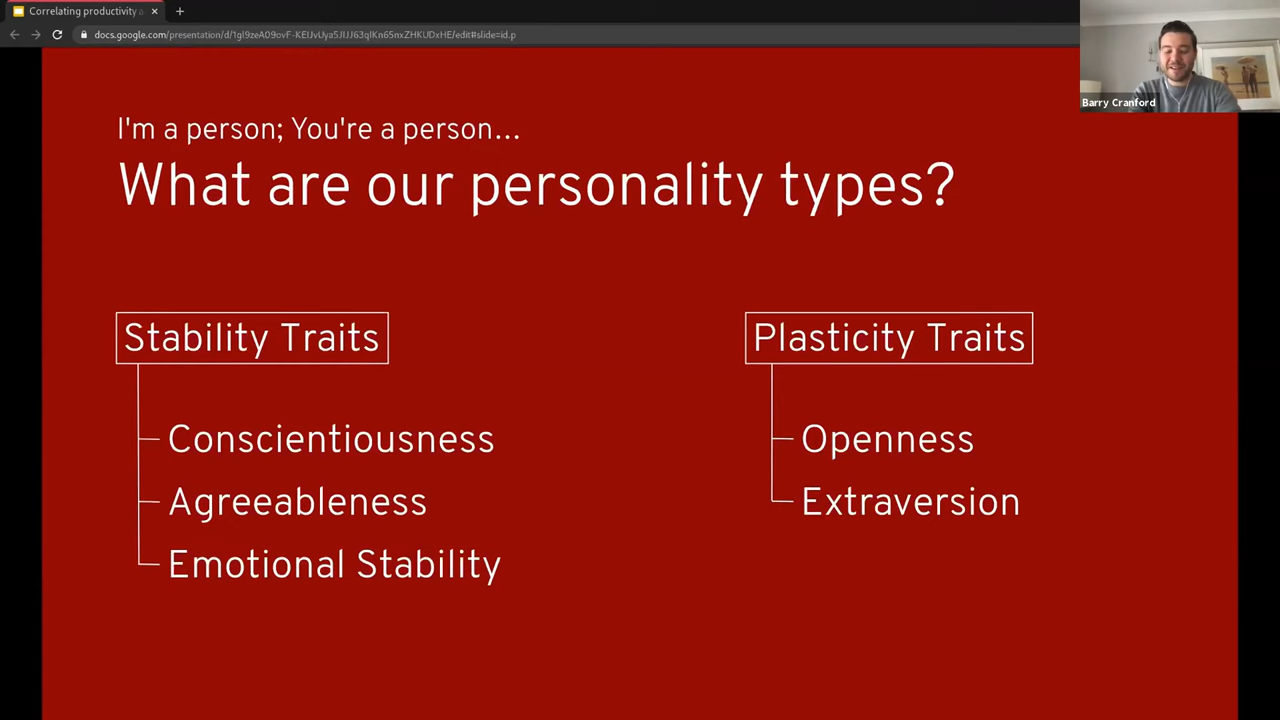 Correlating productivity a
docs.google.com/presentation/d/1gl9zeA09ovF-KEIJvUya5JIJJ63qIKn65nxZHKUDxHE/edit#slide=id.p
Barry Cranford
I'm a person; You're a person...
What are our personality types?
Stability Traits
Conscientiousness
Agreeableness
Emotional Stability
Plasticity Traits
Openness
Extraversion